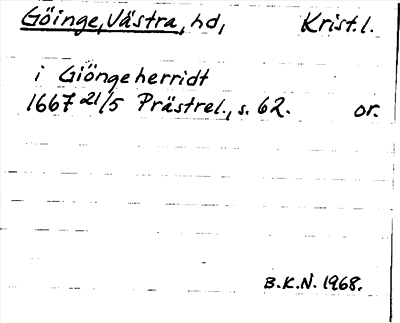 Göinge, Västra, hd, Krist. l.
i Giöngeherridt
1667 21/5 Prästrel., s. 62. or.
B.K.N. 1968.